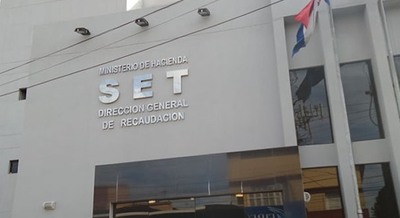 MINISTERIO DE HACIENDA
SET
DIRECCION GENERAL
DE RECAUDACION